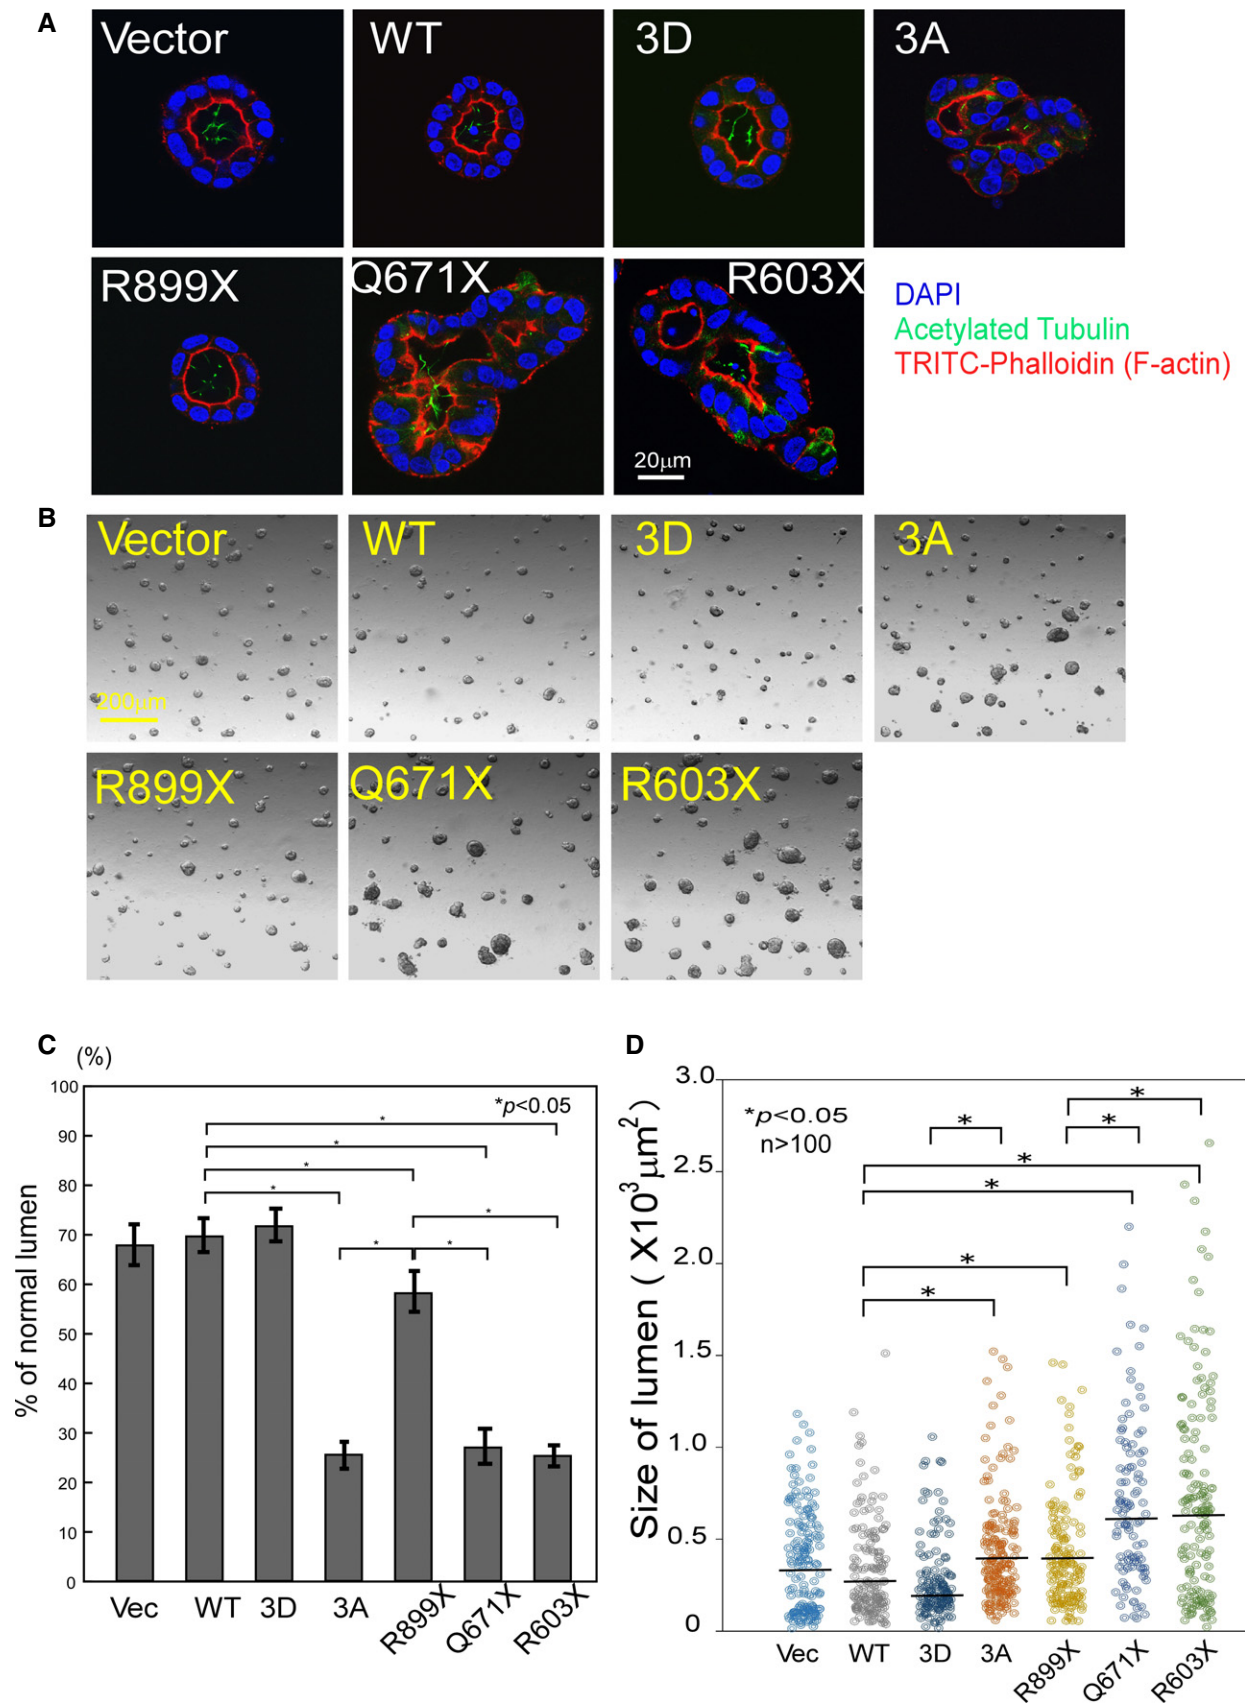 A
Vector
WT
3D
3A
R899X
Q671X
R603X
DAPI
Acetylated Tubulin
TRITC-Phalloidin (F-actin)
20μm
B
Vector
WT
3D
3A
200μm
R899X
Q671X
R603X
C
(%)
% of normal lumen
100
90
80
70
60
50
40
30
20
10
0
*p<0.05
*
*
*
*
*
*
*
Vec
WT
3D
3A
R899X
Q671X
R603X
D
Size of lumen ( X10³ μm²)
3.0
2.5
2.0
1.5
1.0
0.5
0
*p<0.05
n>100
*
*
*
*
*
*
*
Vec
WT
3D
3A
R899X
Q671X
R603X